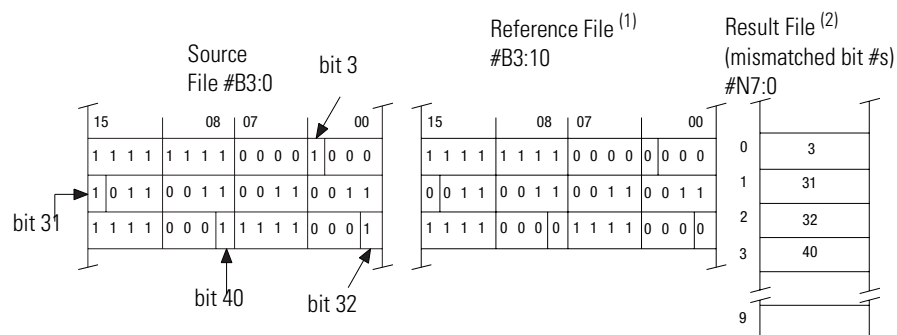 Source
File #B3:0
bit 3
Reference File (1)
#B3:10
Result File (2)
(mismatched bit #s)
#N7:0
15 08 07 00
1 1 1 1 1 1 1 1 0 0 0 0 1 0 0 0
1 0 1 1 0 0 1 1 0 0 1 1 0 0 1 1
1 1 1 1 0 0 0 1 1 1 1 1 0 0 0 1
bit 31
bit 40
bit 32
15 08 07 00
1 1 1 1 1 1 1 1 0 0 0 0 0 0 0 0
0 0 1 1 0 0 1 1 0 0 1 1 0 0 1 1
1 1 1 1 0 0 0 0 1 1 1 1 0 0 0 0
0 3
1 31
2 32
3 40
9